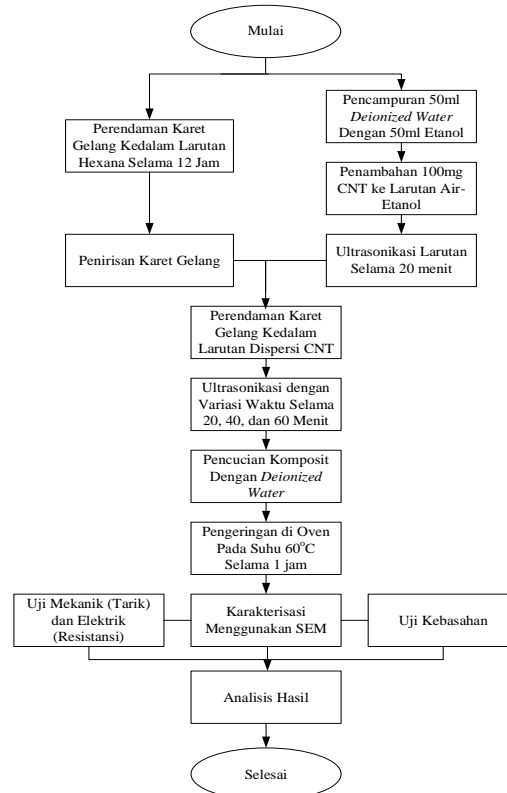 Mulai
Perendaman Karet
Gelang Kedalam Larutan
Hexana Selama 12 Jam
Pencampuran 50ml
Deionized Water
Dengan 50ml Etanol
Penambahan 100mg
CNT ke Larutan Air-
Etanol
Penirisan Karet Gelang
Ultrasonikasi Larutan
Selama 20 menit
Perendaman Karet
Gelang Kedalam
Larutan Dispersi CNT
Ultrasonikasi dengan
Variasi Waktu Selama
20, 40, dan 60 Menit
Pencucian Komposit
Dengan Deionized
Water
Pengeringan di Oven
Pada Suhu 60°C
Selama 1 jam
Uji Mekanik (Tarik)
dan Elektrik
(Resistansi)
Karakterisasi
Menggunakan SEM
Uji Kebasahan
Analisis Hasil
Selesai